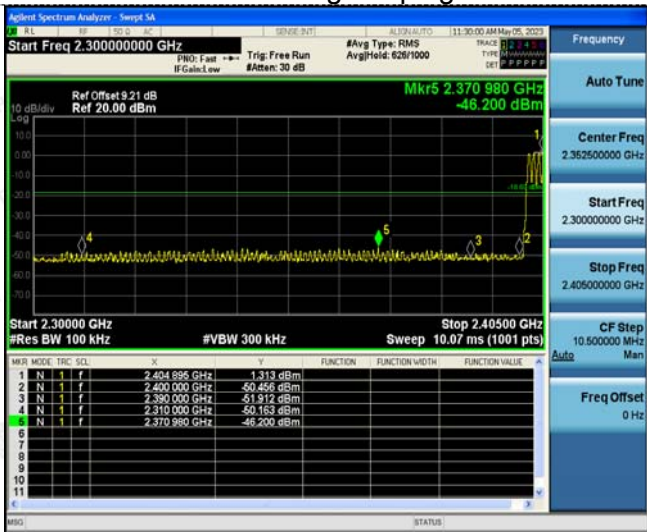 Agilent Spectrum Analyzer - Swept SA
RL RF 50 Ω AC SENSE:INT ALIGNAUTO 11:30:00 AM May 05, 2023
Start Freq 2.300000000 GHz
PNO: Fast
IFGain:Low
Trig: Free Run
#Atten: 30 dB
#Avg Type: RMS
Avg|Held: 626/1000
TRACE 1 2 3 4 5 6
TYPE
DET P P P P P P
Ref Offset 9.21 dB
Ref 20.00 dBm
10 dB/div
Log
Mkr5 2.370 980 GHz
-46.200 dBm
10.0
0.00
-10.0
-20.0
-30.0
-40.0
-50.0
-60.0
-70.0
1
2
3
4
5
Start 2.30000 GHz
Stop 2.40500 GHz
#Res BW 100 kHz
#VBW 300 kHz
Sweep 10.07 ms (1001 pts)
MKR MODE TRC SCL X Y FUNCTION FUNCTION WIDTH FUNCTION VALUE
1 N 1 f 2.404 895 GHz 1.313 dBm
2 N 1 f 2.400 000 GHz -50.456 dBm
3 N 1 f 2.390 000 GHz -51.912 dBm
4 N 1 f 2.310 000 GHz -50.163 dBm
5 N 1 f 2.370 980 GHz -46.200 dBm
6
7
8
9
10
11
MSG
STATUS
Frequency
Auto Tune
Center Freq
2.352500000 GHz
Start Freq
2.300000000 GHz
Stop Freq
2.405000000 GHz
CF Step
10.500000 MHz
Auto Man
Freq Offset
0 Hz